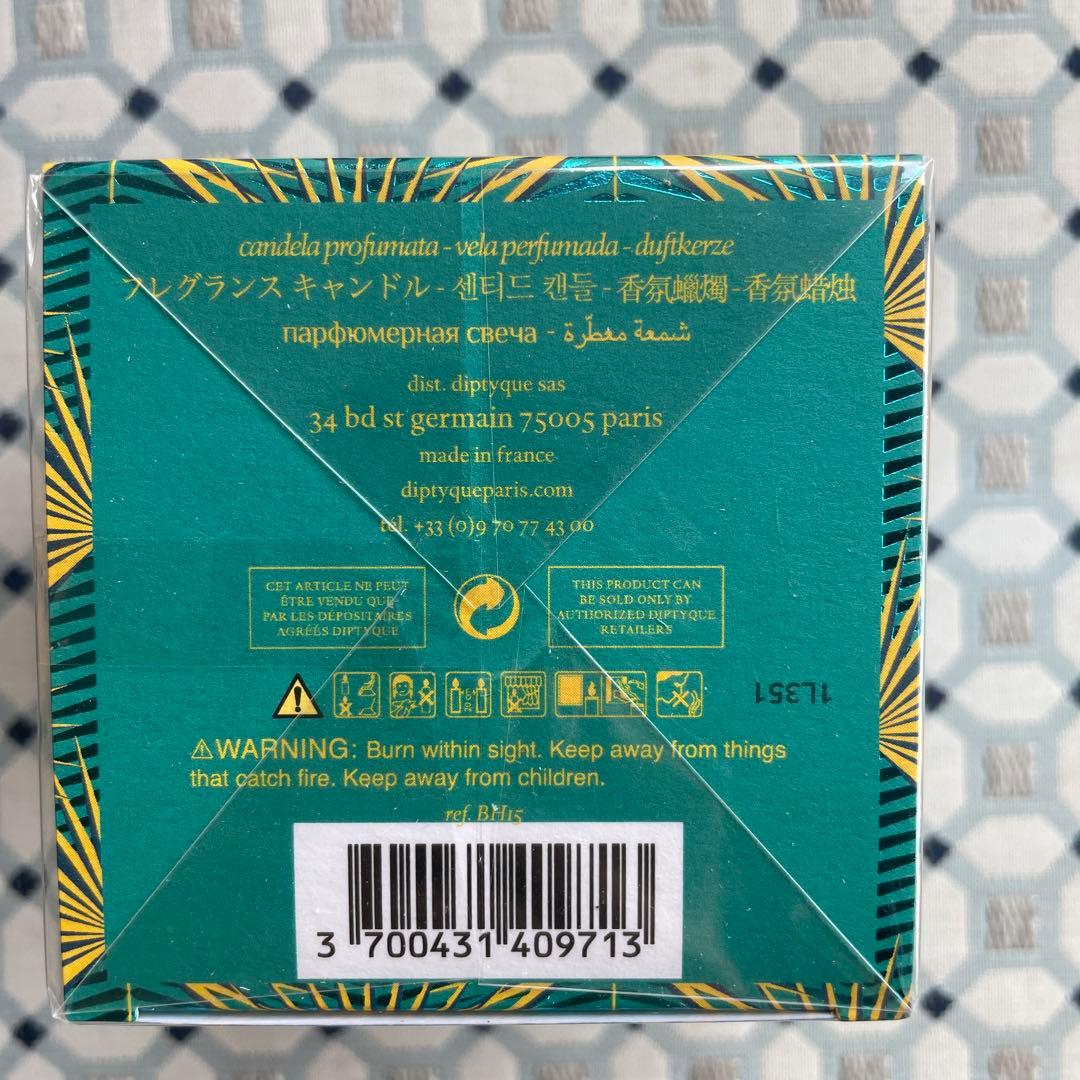 candela profumata - vela perfumada - duftkerze
フレグランス キャンドル - 센티드 캔들 - 香氛蠟燭 - 香氛蜡烛
парфюмерная свеча - شمعة معطّرة
dist. diptyque sas
34 bd st germain 75005 paris
made in france
diptyqueparis.com
tél. +33 (0)9 70 77 43 00
CET ARTICLE NE PEUT
ÊTRE VENDU QUE
PAR LES DÉPOSITAIRES
AGRÉÉS DIPTYQUE
THIS PRODUCT CAN
BE SOLD ONLY BY
AUTHORIZED DIPTYQUE
RETAILERS
1L351
⚠WARNING: Burn within sight. Keep away from things
that catch fire. Keep away from children.
ref. BH15
3 700431 409713